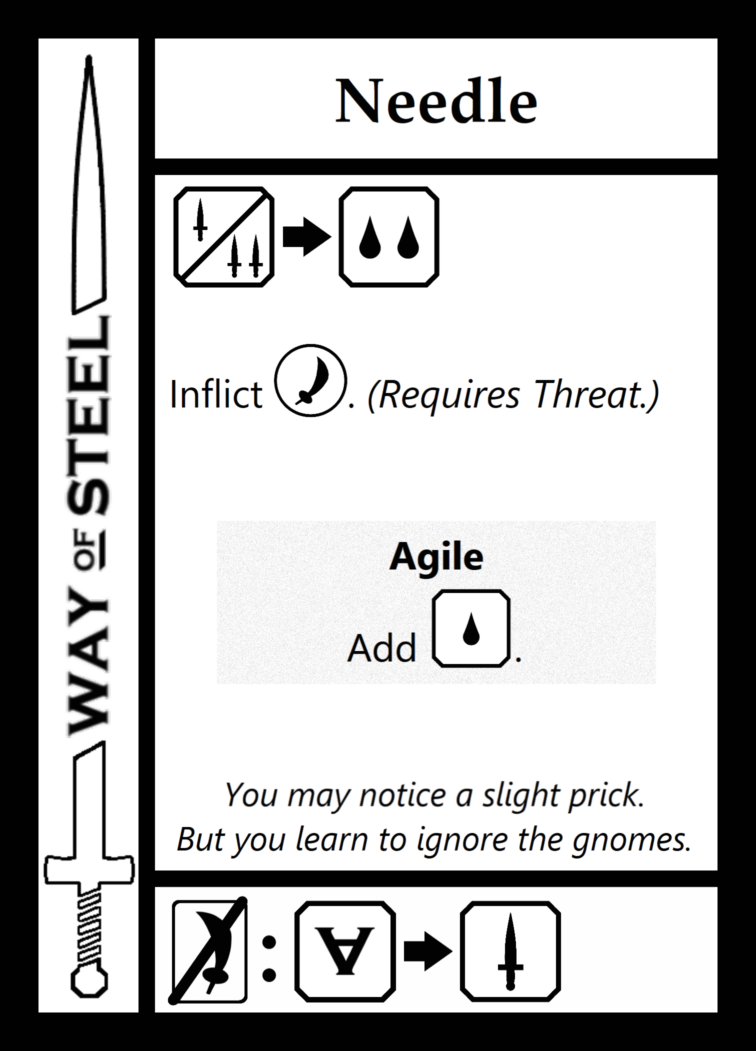 Needle
Inflict . (Requires Threat.)
Agile
Add .
You may notice a slight prick.
But you learn to ignore the gnomes.
:
WAY OF STEEL